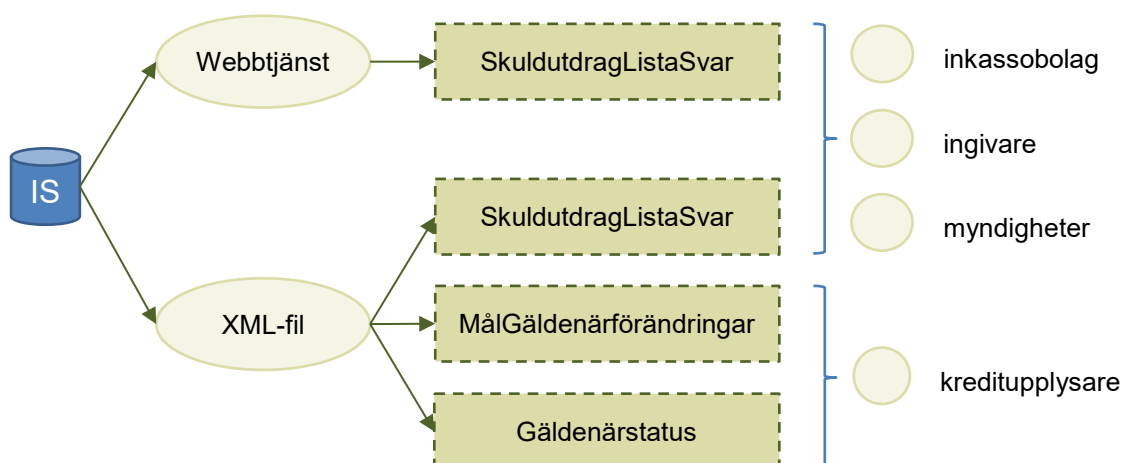 Webbtjänst
SkuldutdragListaSvar
inkassobolag
ingivare
IS
SkuldutdragListaSvar
myndigheter
XML-fil
MålGäldenärförändringar
kreditupplysare
Gäldenärstatus